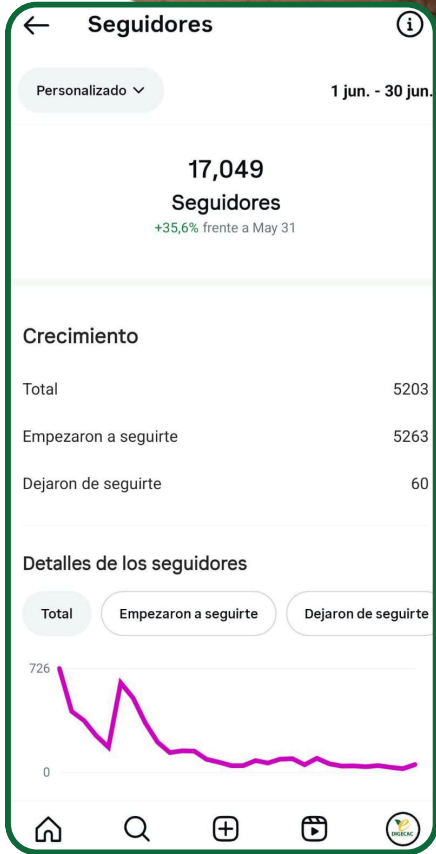 Seguidores
Personalizado
1 jun. - 30 jun.
17,049
Seguidores
+35,6% frente a May 31
Crecimiento
Total 5203
Empezaron a seguirte 5263
Dejaron de seguirte 60
Detalles de los seguidores
Total Empezaron a seguirte Dejaron de seguirte
726
0
DIGECAC